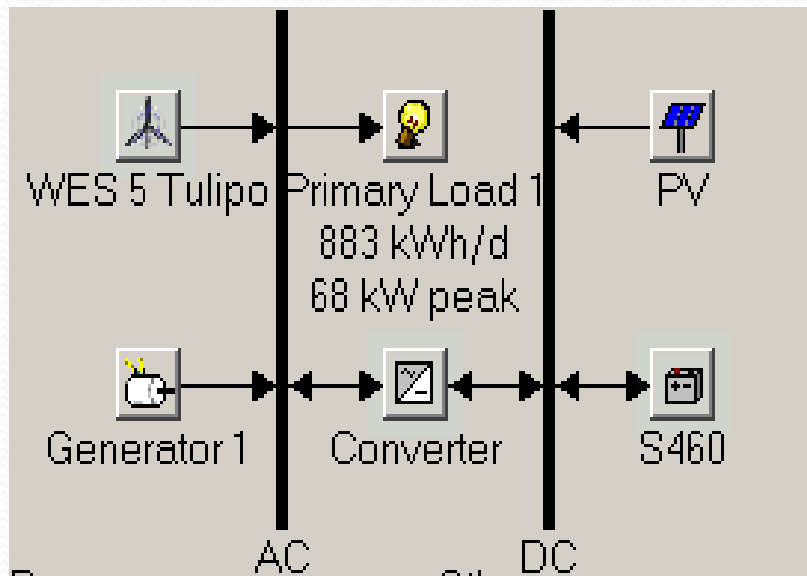 WES 5 Tulipo Primary Load 1 PV
883 kWh/d
68 kW peak
Generator 1 Converter S460
AC DC